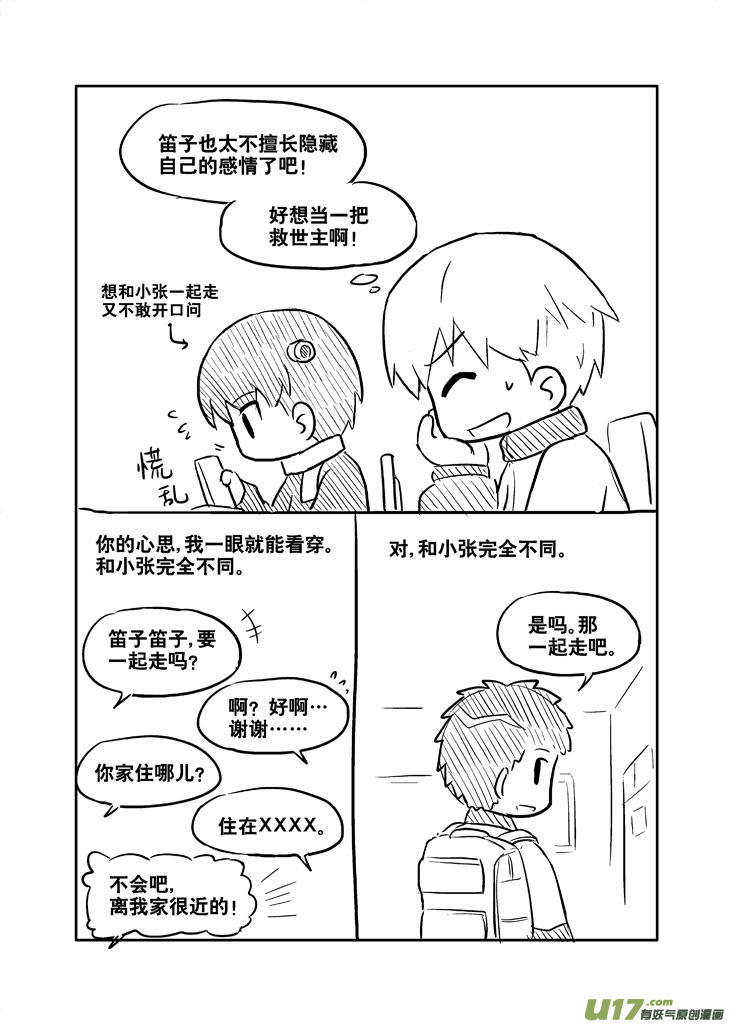 笛子也太不擅长隐藏
自己的感情了吧！
好想当一把
救世主啊！
想和小张一起走
又不敢开口问
慌
乱
你的心思，我一眼就能看穿。
和小张完全不同。
笛子笛子，要
一起走吗？
啊？好啊…
谢谢……
你家住哪儿？
住在XXXX。
不会吧，
离我家很近的！
对，和小张完全不同。
是吗。那
一起走吧。
U17.com
有妖气原创漫画